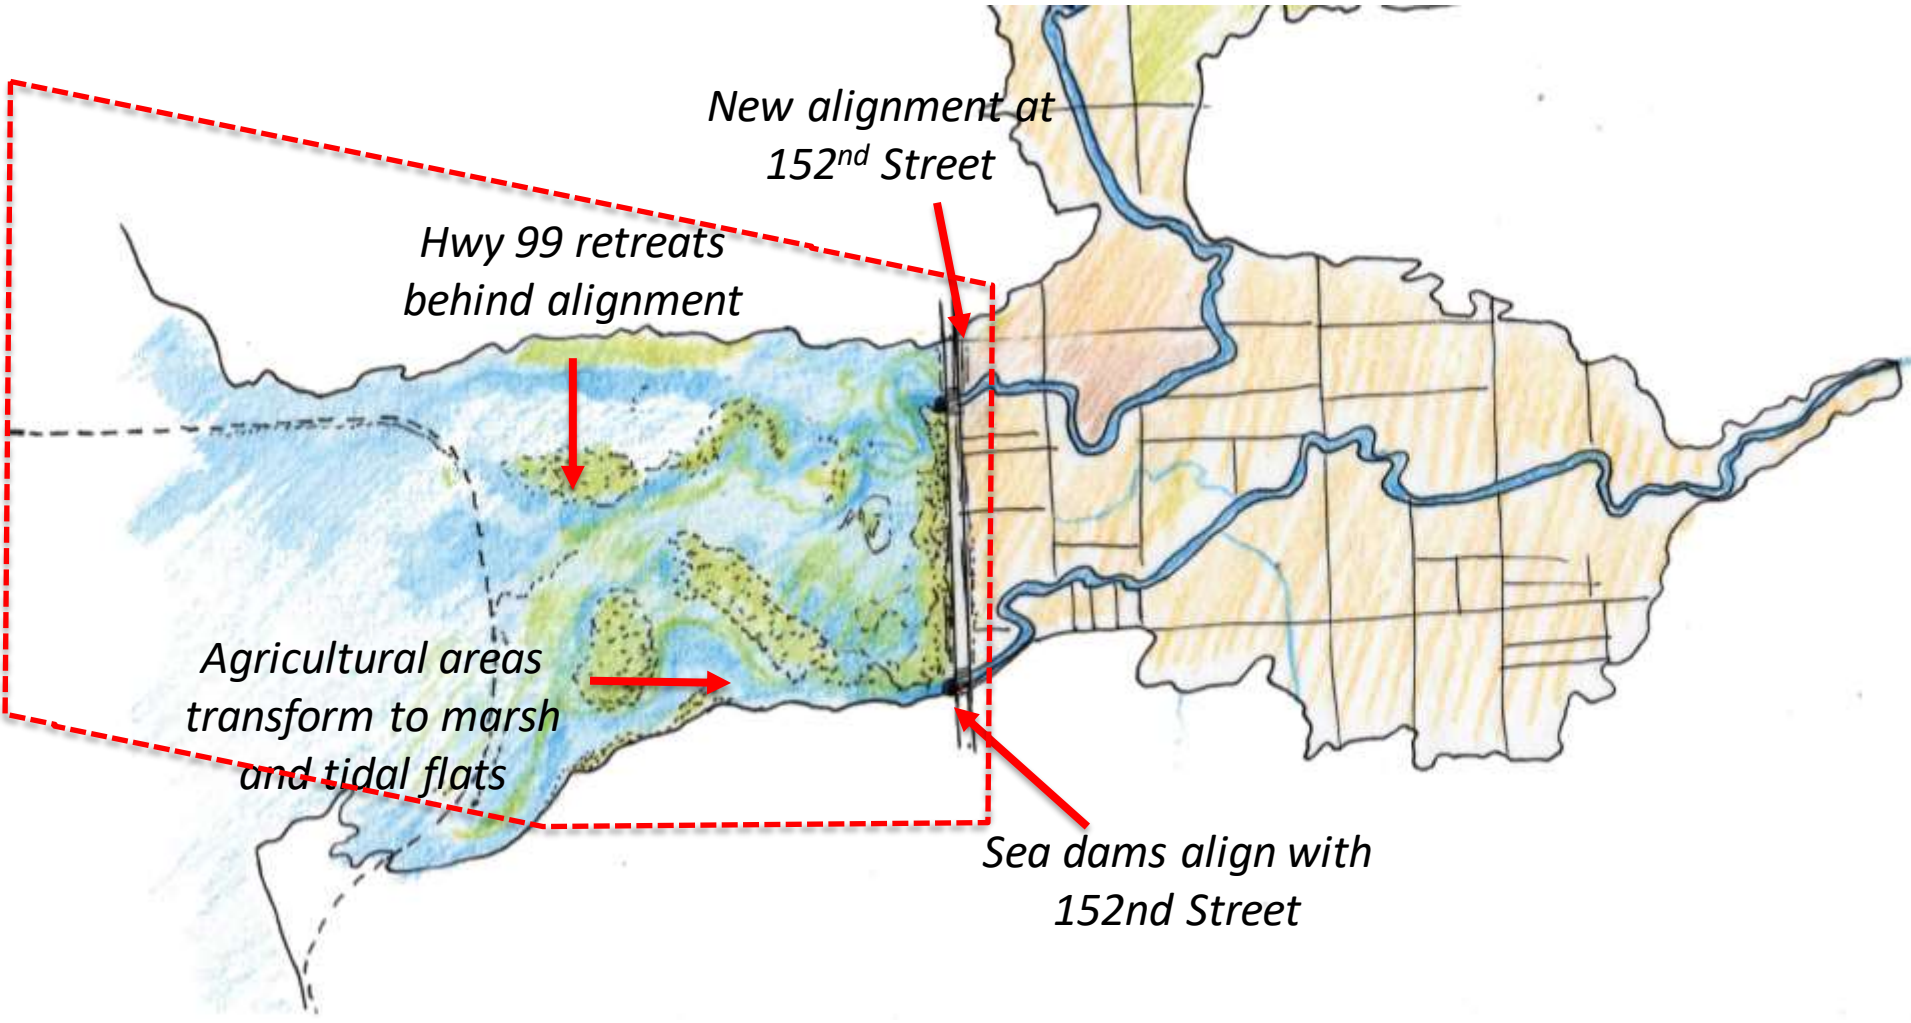 New alignment at
152nd Street
Hwy 99 retreats
behind alignment
Agricultural areas
transform to marsh
and tidal flats
Sea dams align with
152nd Street